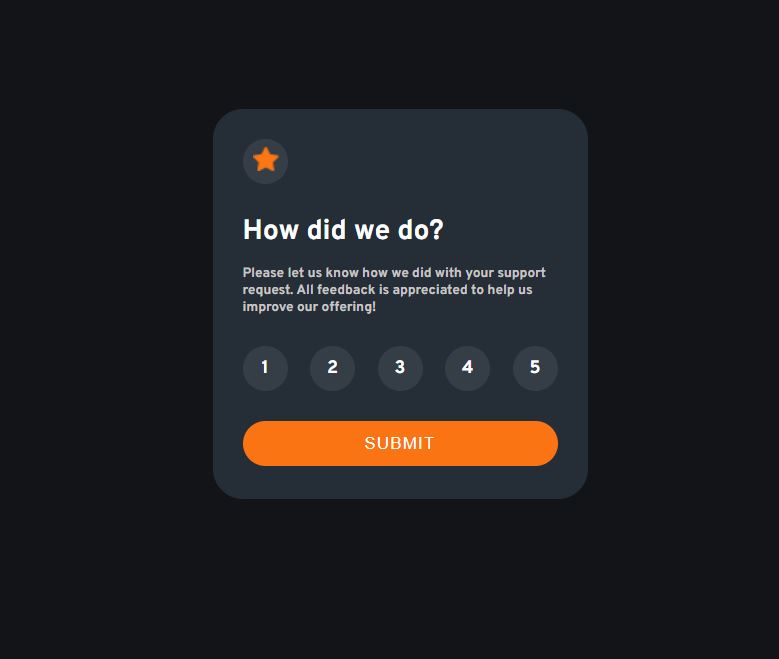 How did we do?
Please let us know how we did with your support
request. All feedback is appreciated to help us
improve our offering!
1 2 3 4 5
SUBMIT